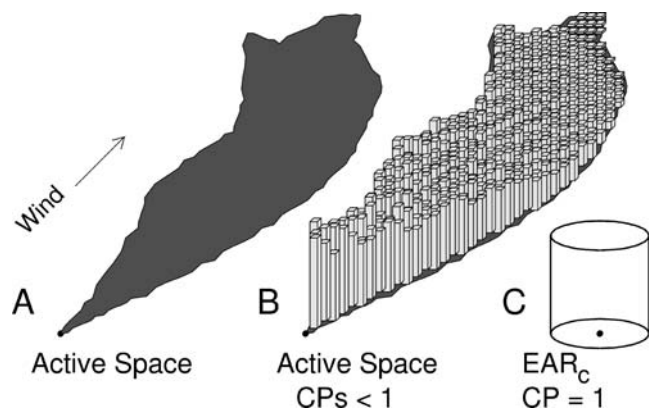 Wind
A
B
C
Active Space
Active Space
CPs < 1
EARc
CP = 1